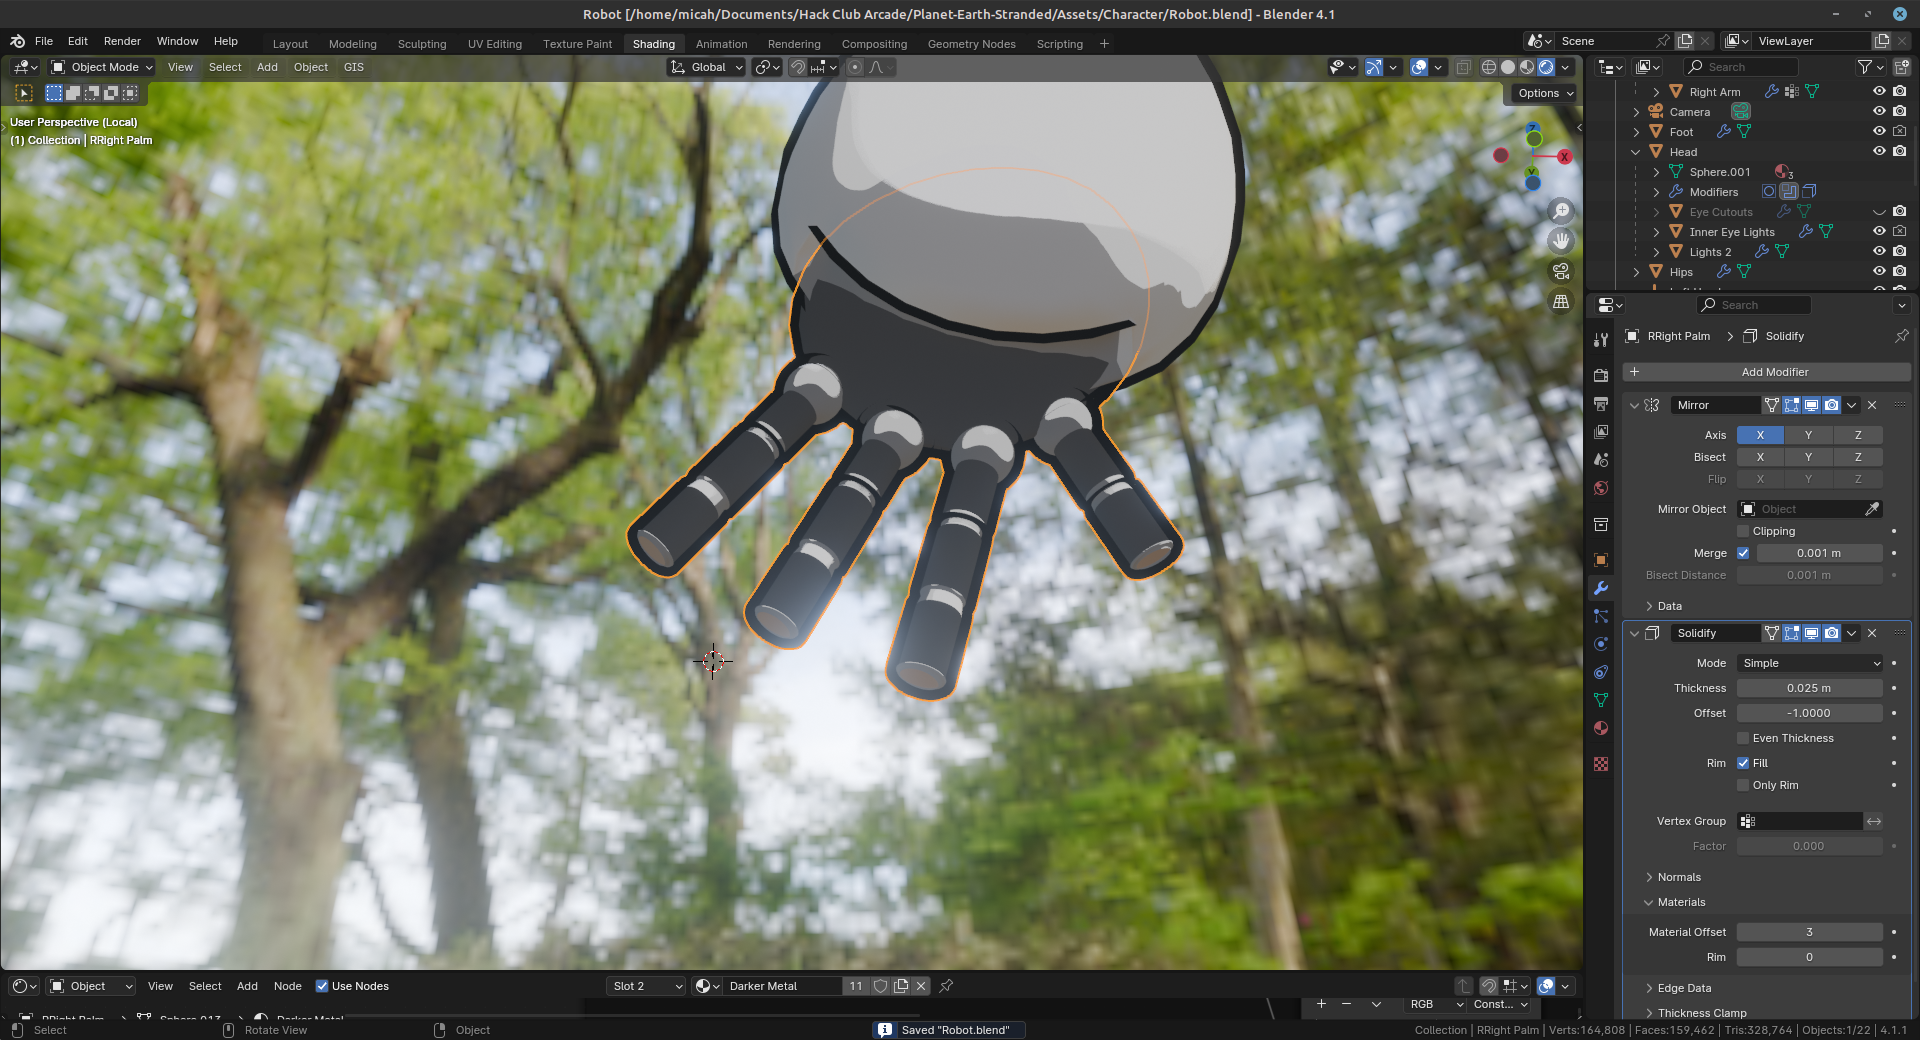 Robot [/home/micah/Documents/Hack Club Arcade/Planet-Earth-Stranded/Assets/Character/Robot.blend] - Blender 4.1
File Edit Render Window Help Layout Modeling Sculpting UV Editing Texture Paint Shading Animation Rendering Compositing Geometry Nodes Scripting + Scene ViewLayer
Object Mode View Select Add Object GIS Global Search
Options
User Perspective (Local)
(1) Collection | RRight Palm
Z
X
Y
Right Arm
Camera
Foot
Head
Sphere.001 3
Modifiers
Eye Cutouts
Inner Eye Lights
Lights 2
Hips
Search
RRight Palm > Solidify
+ Add Modifier
Mirror
Axis X Y Z
Bisect X Y Z
Flip X Y Z
Mirror Object Object
Clipping
Merge 0.001 m
Bisect Distance 0.001 m
Data
Solidify
Mode Simple
Thickness 0.025 m
Offset -1.0000
Even Thickness
Rim Fill
Only Rim
Vertex Group
Factor 0.000
Normals
Materials
Material Offset 3
Rim 0
Edge Data
Thickness Clamp
Object View Select Add Node Use Nodes Slot 2 Darker Metal 11
RGB Const...
RRight Palm > Sphere.013 > Darker Metal
Select Rotate View Object Saved "Robot.blend" Collection | RRight Palm | Verts:164,808 | Faces:159,462 | Tris:328,764 | Objects:1/22 | 4.1.1